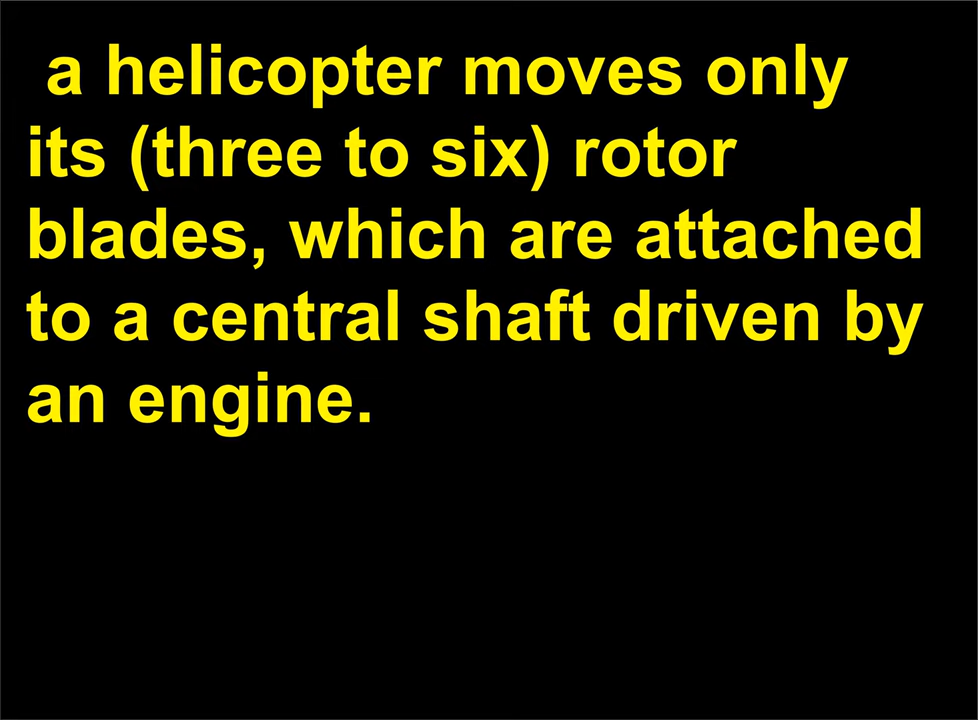 a helicopter moves only
its (three to six) rotor
blades, which are attached
to a central shaft driven by
an engine.